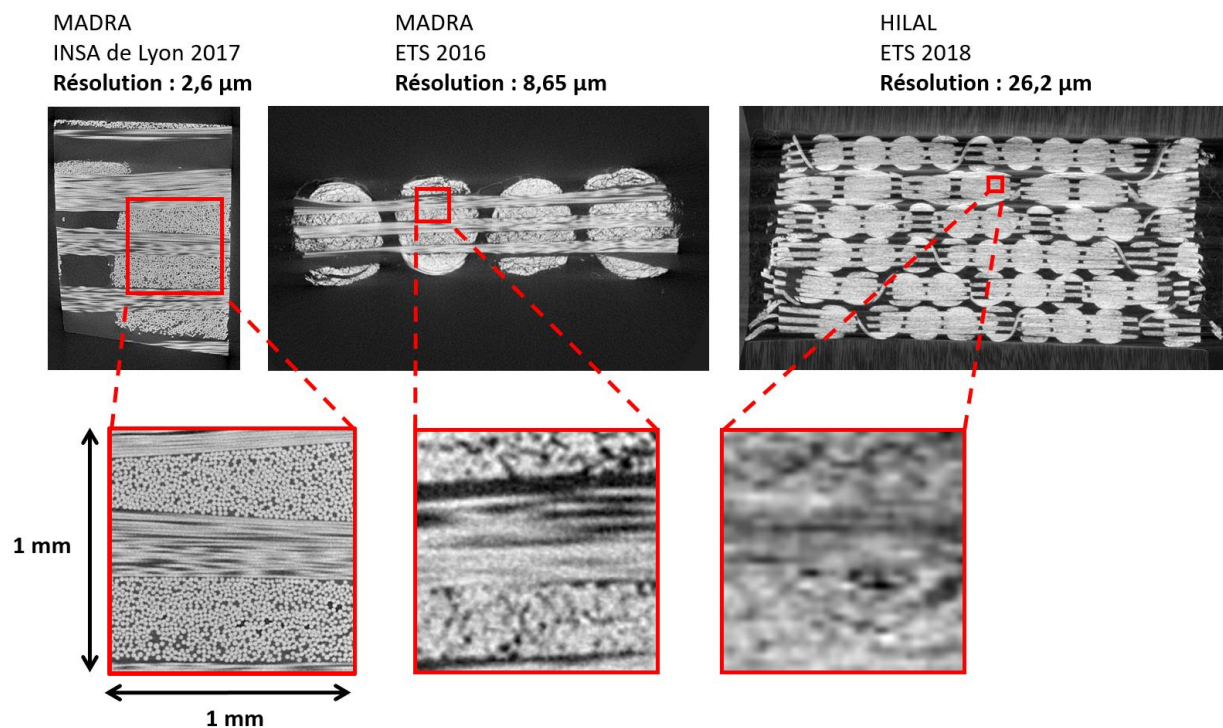 MADRA
INSA de Lyon 2017
Résolution : 2,6 µm
MADRA
ETS 2016
Résolution : 8,65 µm
HILAL
ETS 2018
Résolution : 26,2 µm
1 mm
1 mm